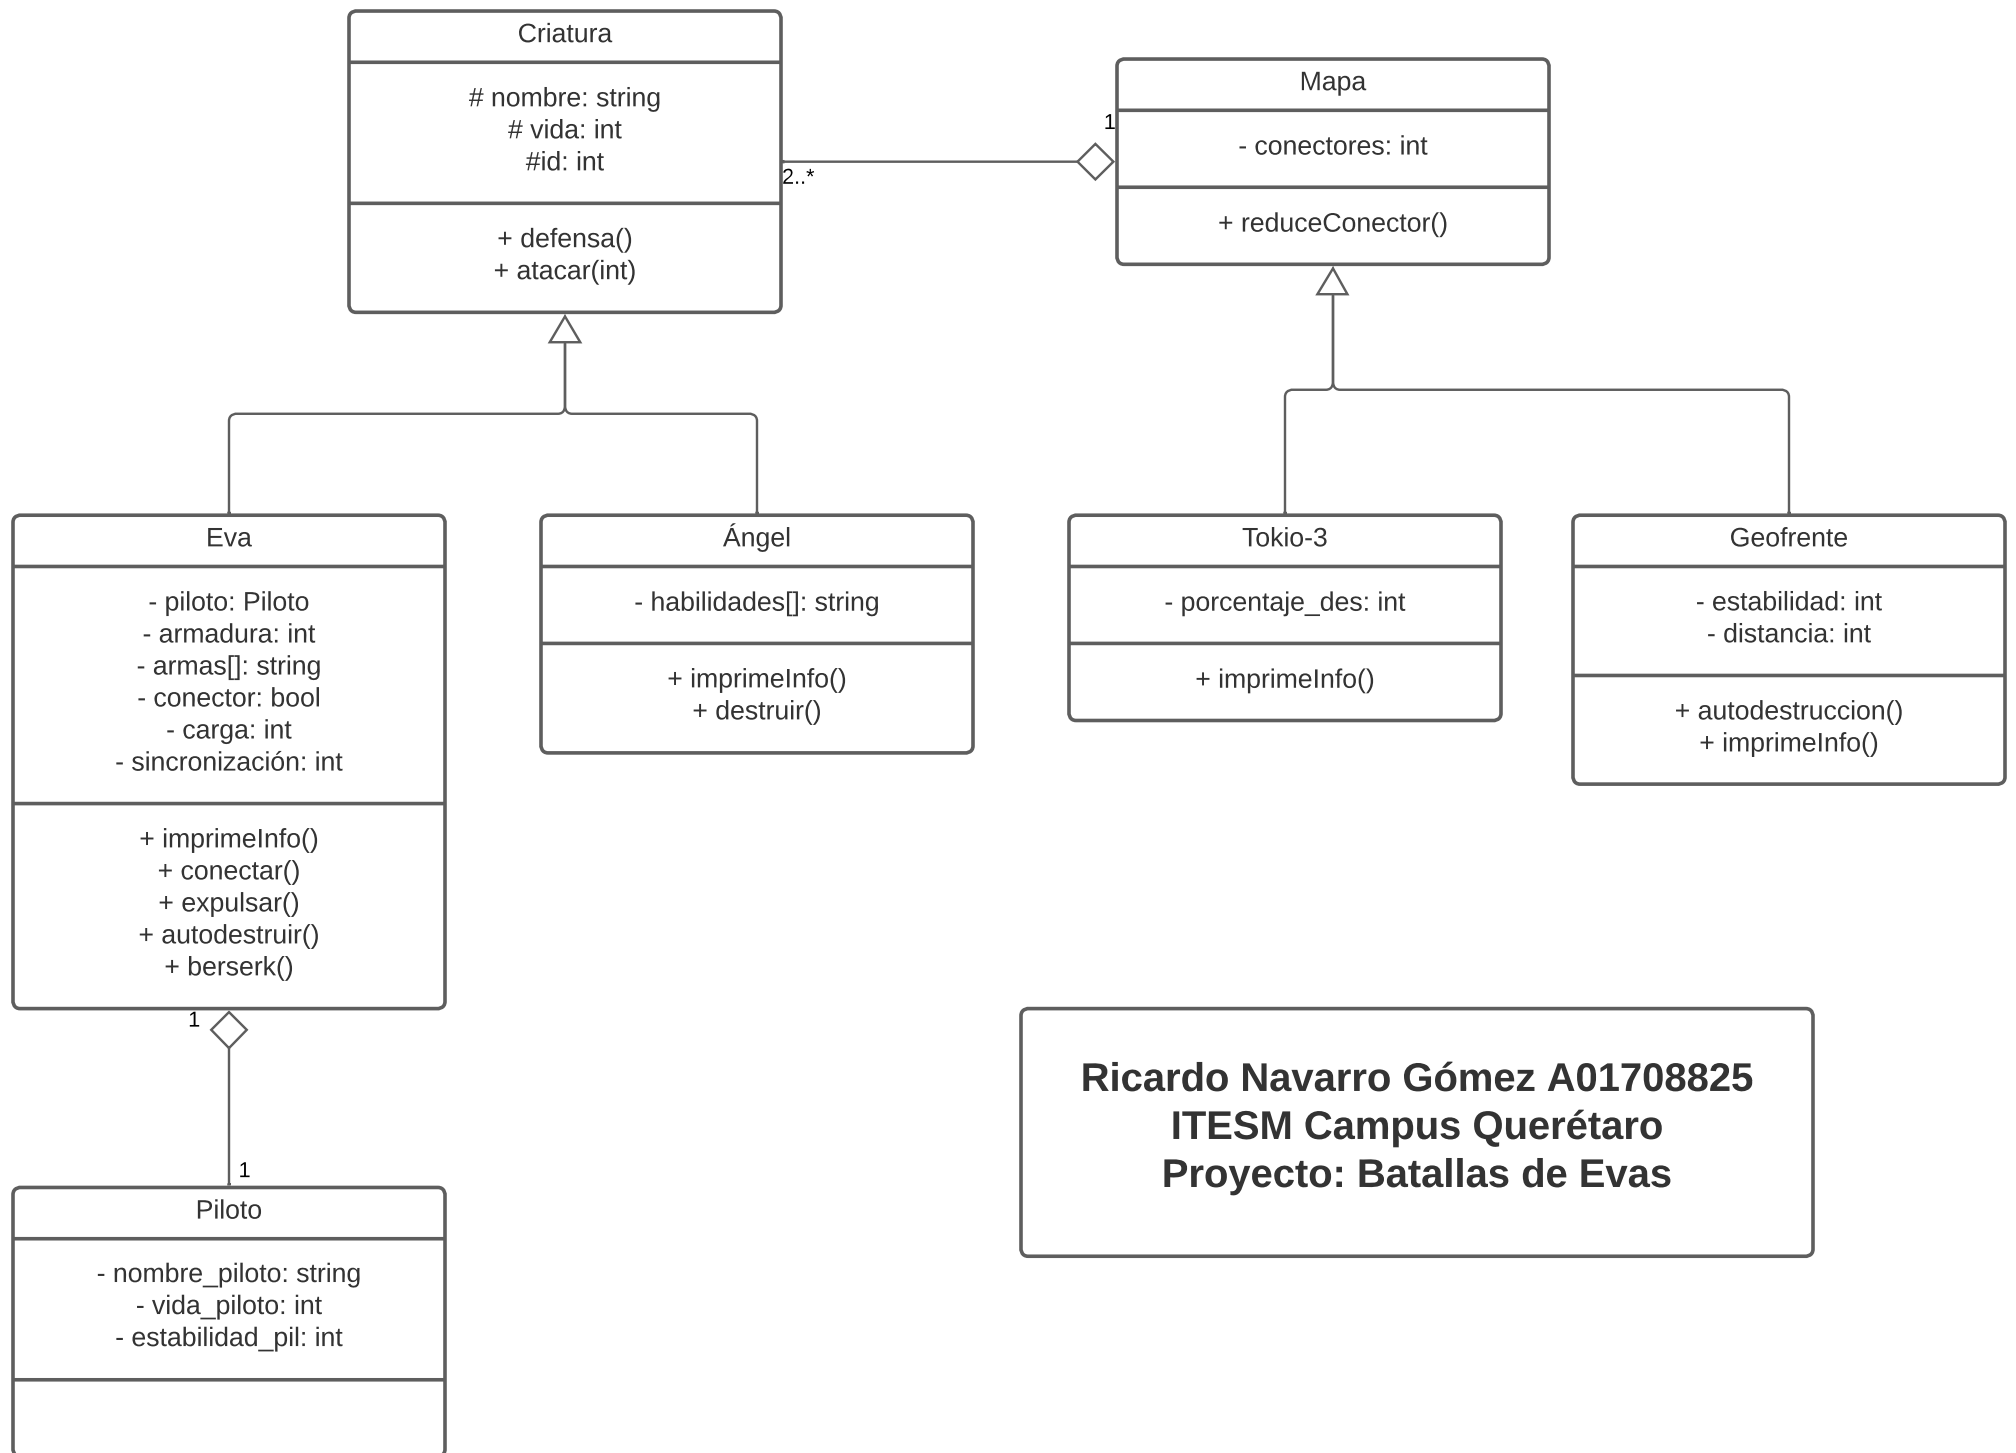 Criatura
# nombre: string
# vida: int
#id: int
+ defensa()
+ atacar(int)
2..*
1
Mapa
- conectores: int
+ reduceConector()
Eva
- piloto: Piloto
- armadura: int
- armas[]: string
- conector: bool
- carga: int
- sincronización: int
+ imprimeInfo()
+ conectar()
+ expulsar()
+ autodestruir()
+ berserk()
Ángel
- habilidades[]: string
+ imprimeInfo()
+ destruir()
Tokio-3
- porcentaje_des: int
+ imprimeInfo()
Geofrente
- estabilidad: int
- distancia: int
+ autodestruccion()
+ imprimeInfo()
1
1
Piloto
- nombre_piloto: string
- vida_piloto: int
- estabilidad_pil: int
Ricardo Navarro Gómez A01708825
ITESM Campus Querétaro
Proyecto: Batallas de Evas